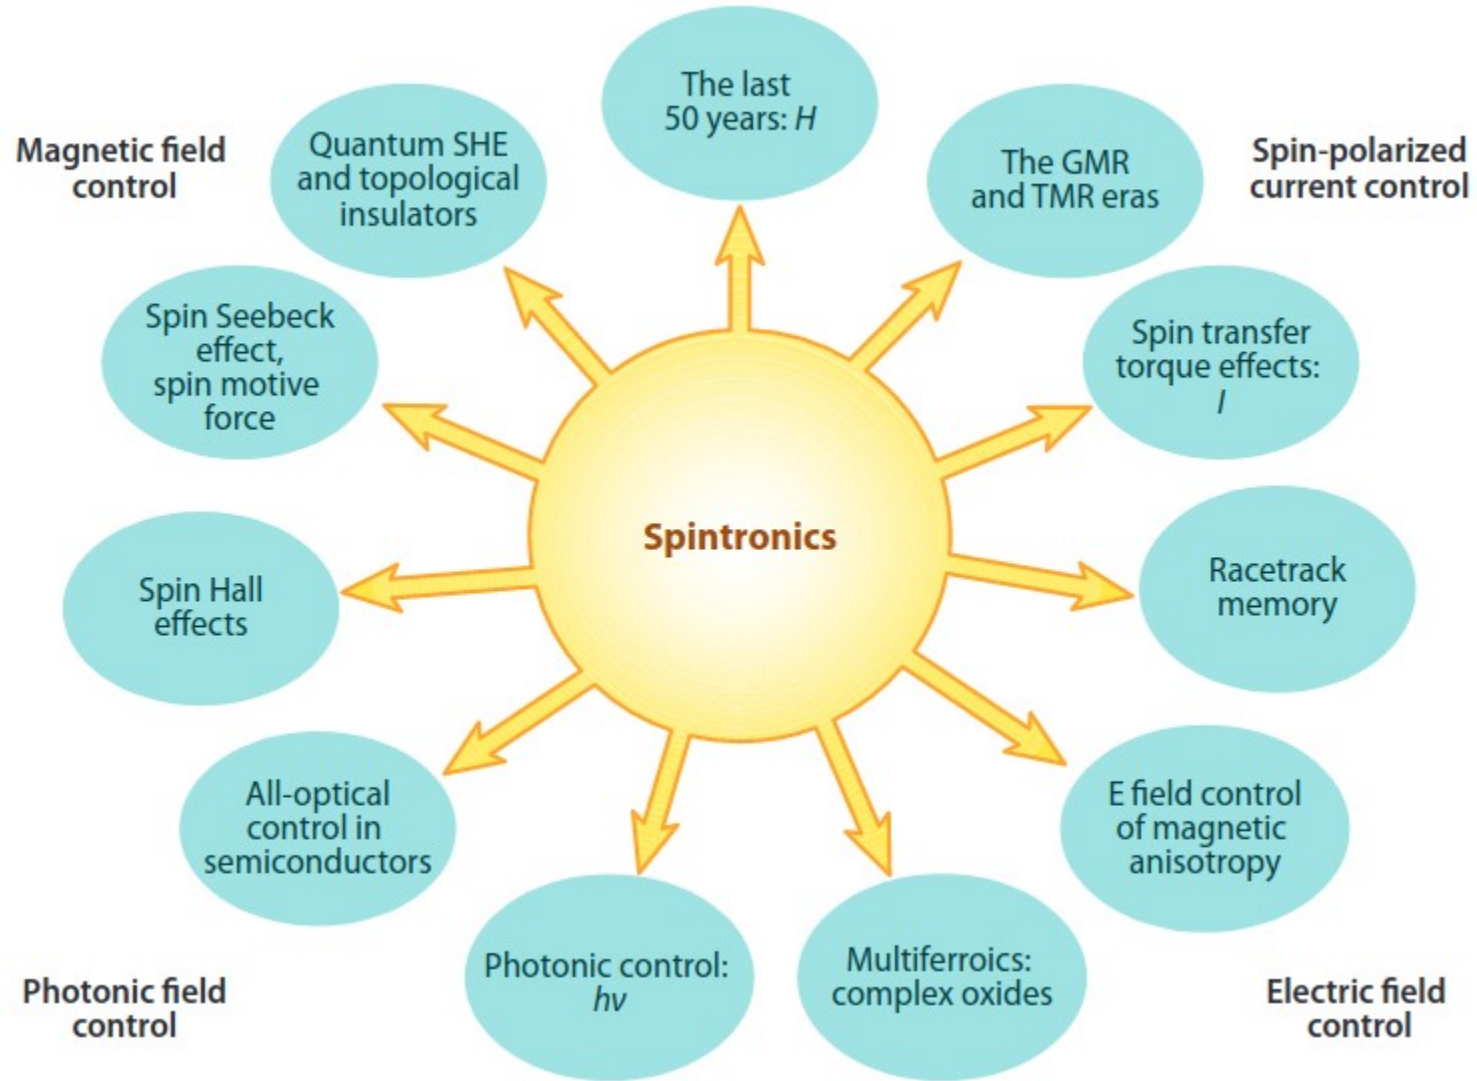 The last
50 years: H
Magnetic field
control
Quantum SHE
and topological
insulators
The GMR
and TMR eras
Spin-polarized
current control
Spin Seebeck
effect,
spin motive
force
Spin transfer
torque effects:
I
Spintronics
Spin Hall
effects
Racetrack
memory
All-optical
control in
semiconductors
E field control
of magnetic
anisotropy
Photonic control:
hν
Multiferroics:
complex oxides
Photonic field
control
Electric field
control